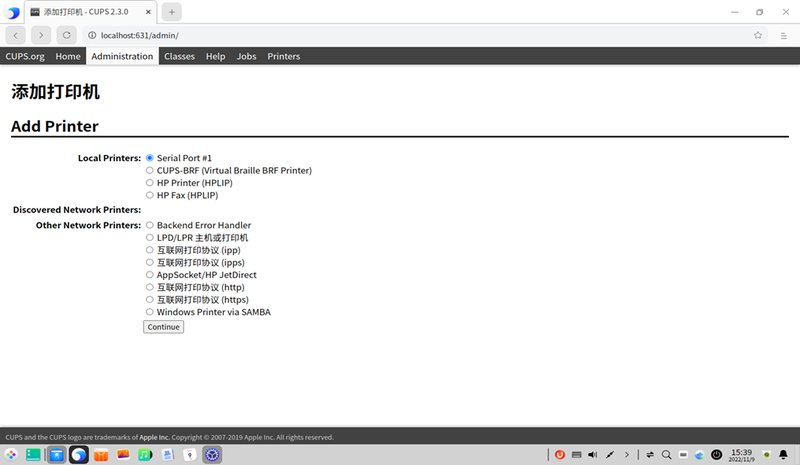 添加打印机 - CUPS 2.3.0
localhost:631/admin/
CUPS.org Home Administration Classes Help Jobs Printers
添加打印机
Add Printer
Local Printers: Serial Port #1
CUPS-BRF (Virtual Braille BRF Printer)
HP Printer (HPLIP)
HP Fax (HPLIP)
Discovered Network Printers:
Other Network Printers: Backend Error Handler
LPD/LPR 主机或打印机
互联网打印协议 (ipp)
互联网打印协议 (ipps)
AppSocket/HP JetDirect
互联网打印协议 (http)
互联网打印协议 (https)
Windows Printer via SAMBA
Continue
CUPS and the CUPS logo are trademarks of Apple Inc. Copyright © 2007-2019 Apple Inc. All rights reserved.
15:39
2022/11/9